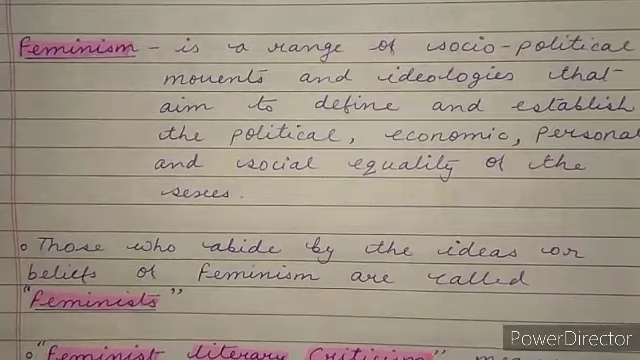 Feminism - is a range of socio-political
movents and ideologies that
aim to define and establish
the political, economic, personal
and social equality of the
sexes.
o Those who abide by the ideas or
beliefs of Feminism are called
"Feminists"
o "Feminist literary Criticism"
PowerDirector